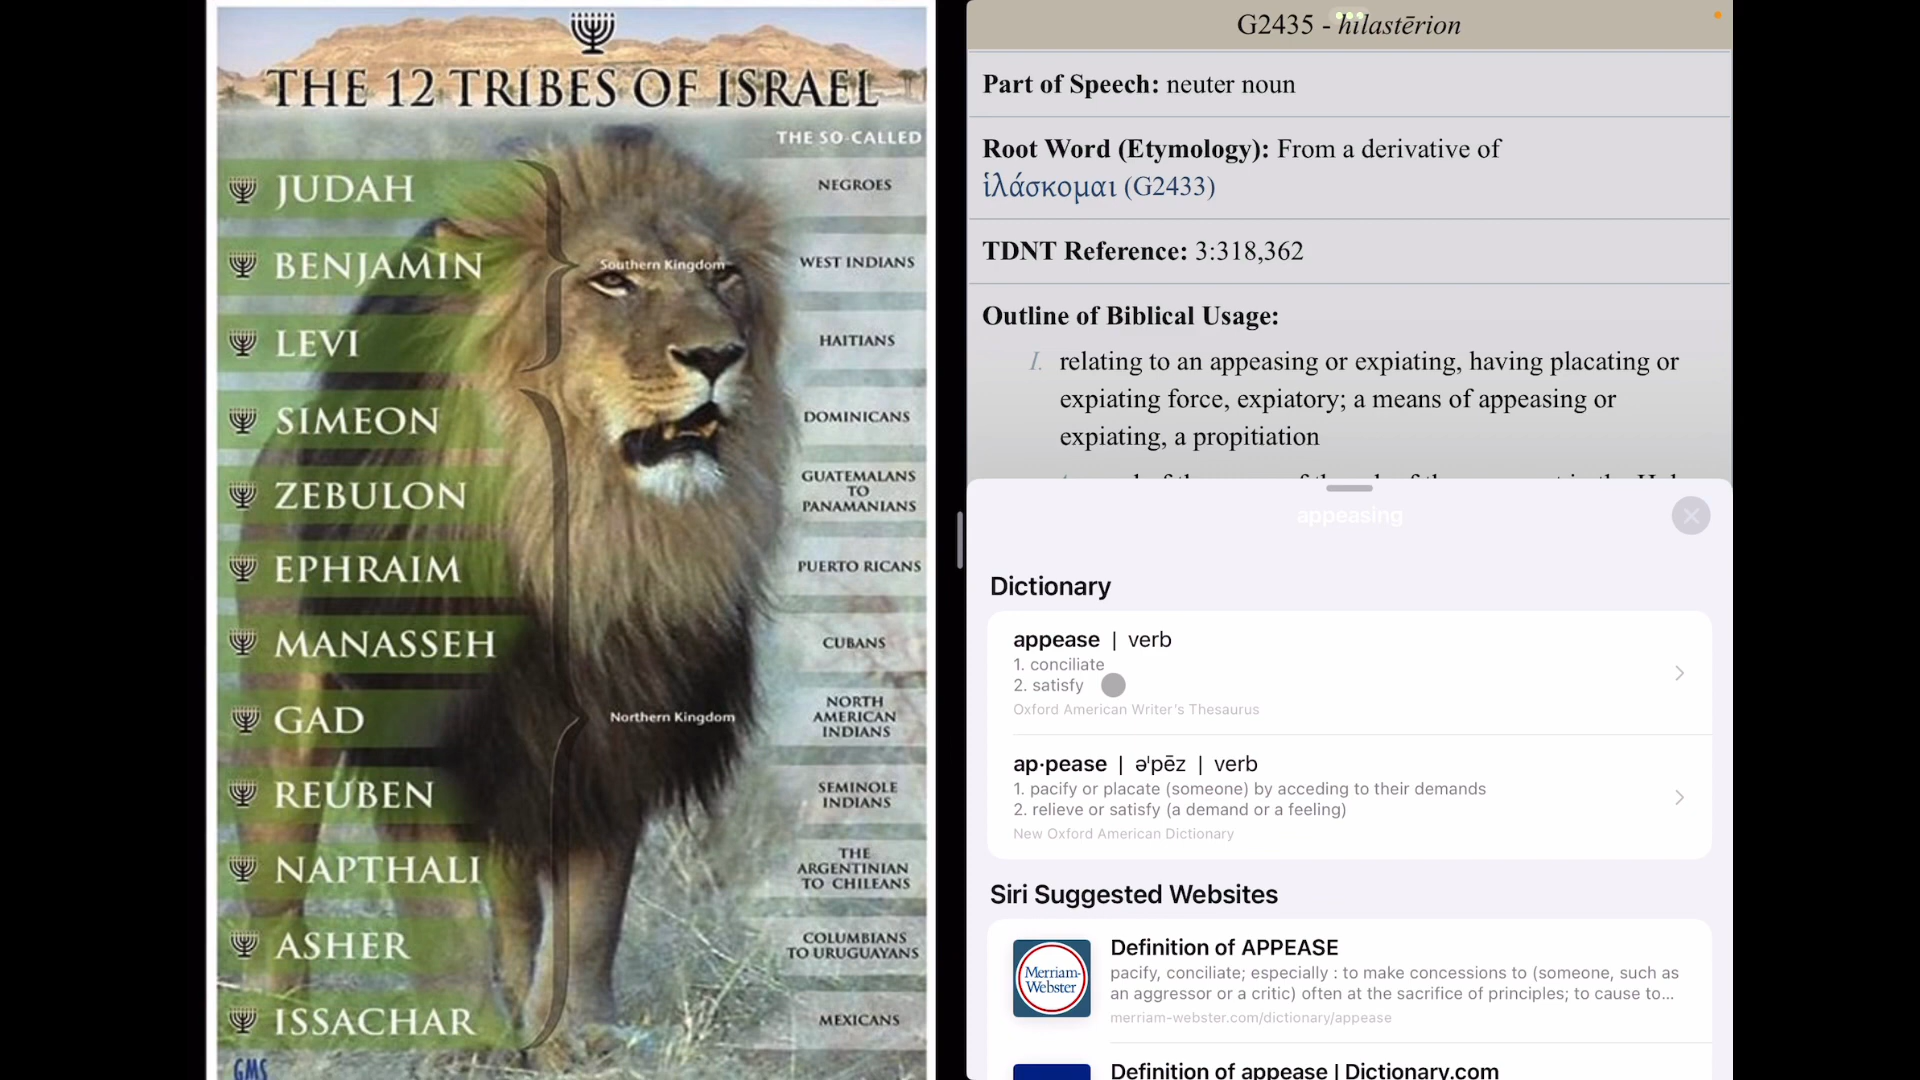 THE 12 TRIBES OF ISRAEL
THE SO-CALLED
JUDAH
NEGROES
BENJAMIN
Southern Kingdom
WEST INDIANS
LEVI
HAITIANS
SIMEON
DOMINICANS
ZEBULON
GUATEMALANS
TO
PANAMANIANS
EPHRAIM
PUERTO RICANS
MANASSEH
CUBANS
GAD
Northern Kingdom
NORTH
AMERICAN
INDIANS
REUBEN
SEMINOLE
INDIANS
NAPTHALI
THE
ARGENTINIAN
TO CHILEANS
ASHER
COLUMBIANS
TO URUGUAYANS
ISSACHAR
MEXICANS
GMS
G2435 - hilastērion
Part of Speech: neuter noun
Root Word (Etymology): From a derivative of
ἱλάσκομαι (G2433)
TDNT Reference: 3:318,362
Outline of Biblical Usage:
I. relating to an appeasing or expiating, having placating or
expiating force, expiatory; a means of appeasing or
expiating, a propitiation
appeasing
Dictionary
appease | verb
1. conciliate
2. satisfy
Oxford American Writer's Thesaurus
ap·pease | əˈpēz | verb
1. pacify or placate (someone) by acceding to their demands
2. relieve or satisfy (a demand or a feeling)
New Oxford American Dictionary
Siri Suggested Websites
Merriam-
Webster
Definition of APPEASE
pacify, conciliate; especially : to make concessions to (someone, such as
an aggressor or a critic) often at the sacrifice of principles; to cause to...
merriam-webster.com/dictionary/appease
Definition of appease | Dictionary.com